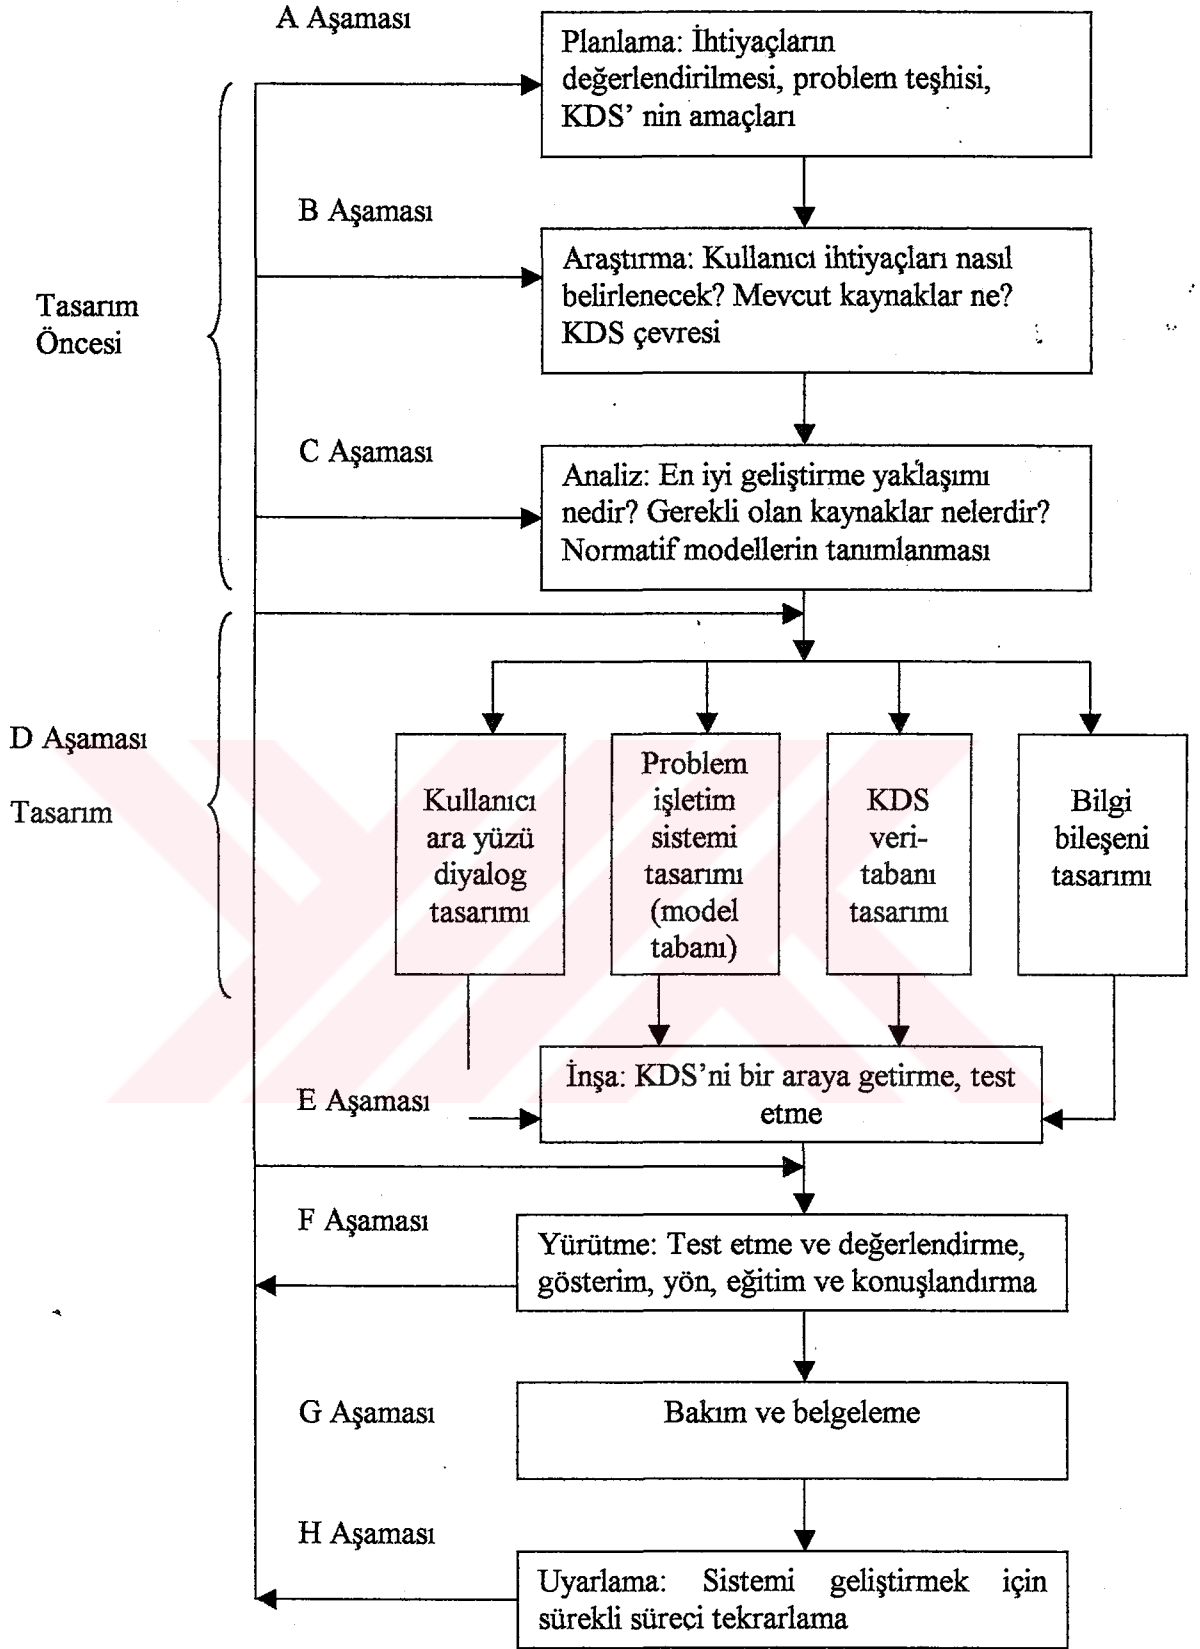 A Aşaması
Planlama: İhtiyaçların
değerlendirilmesi, problem teşhisi,
KDS' nin amaçları
B Aşaması
Araştırma: Kullanıcı ihtiyaçları nasıl
belirlenecek? Mevcut kaynaklar ne?
KDS çevresi
Tasarım
Öncesi
C Aşaması
Analiz: En iyi geliştirme yaklaşımı
nedir? Gerekli olan kaynaklar nelerdir?
Normatif modellerin tanımlanması
D Aşaması
Tasarım
Kullanıcı
ara yüzü
diyalog
tasarımı
Problem
işletim
sistemi
tasarımı
(model
tabanı)
KDS
veri-
tabanı
tasarımı
Bilgi
bileşeni
tasarımı
E Aşaması
İnşa: KDS'ni bir araya getirme, test
etme
F Aşaması
Yürütme: Test etme ve değerlendirme,
gösterim, yön, eğitim ve konuşlandırma
G Aşaması
Bakım ve belgeleme
H Aşaması
Uyarlama: Sistemi geliştirmek için
sürekli süreci tekrarlama